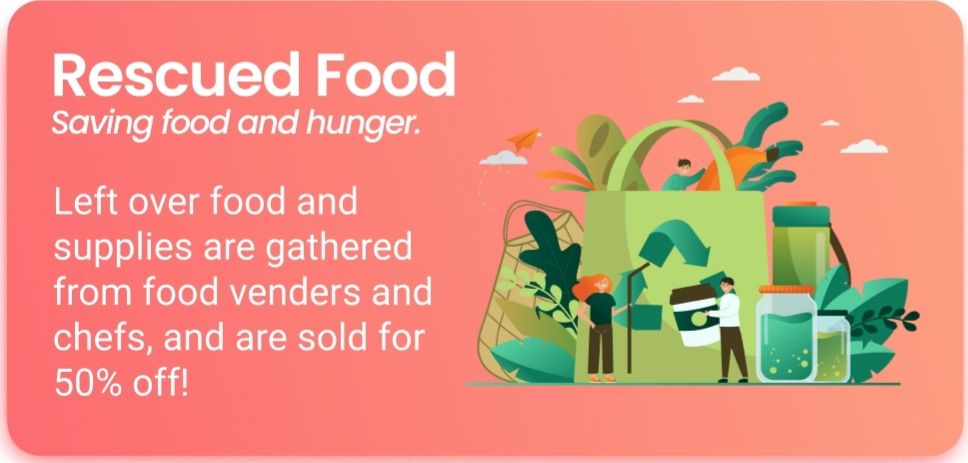 Rescued Food
Saving food and hunger.
Left over food and
supplies are gathered
from food venders and
chefs, and are sold for
50% off!